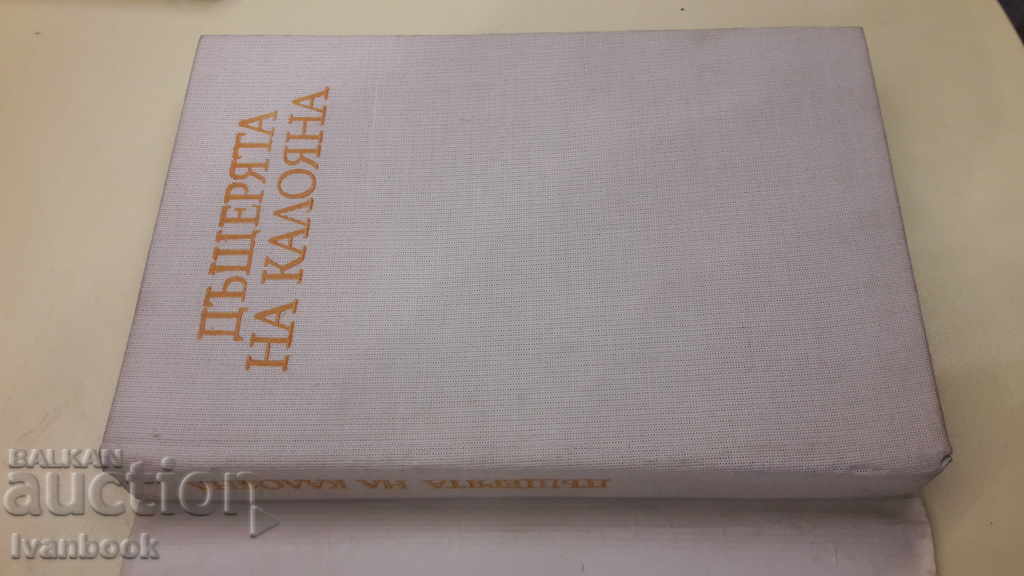 ДЪЩЕРЯТА
НА КАЛОЯНА
ДЪЩЕРЯТА НА КАЛОЯНА
BALKAN
auction
Ivanbook